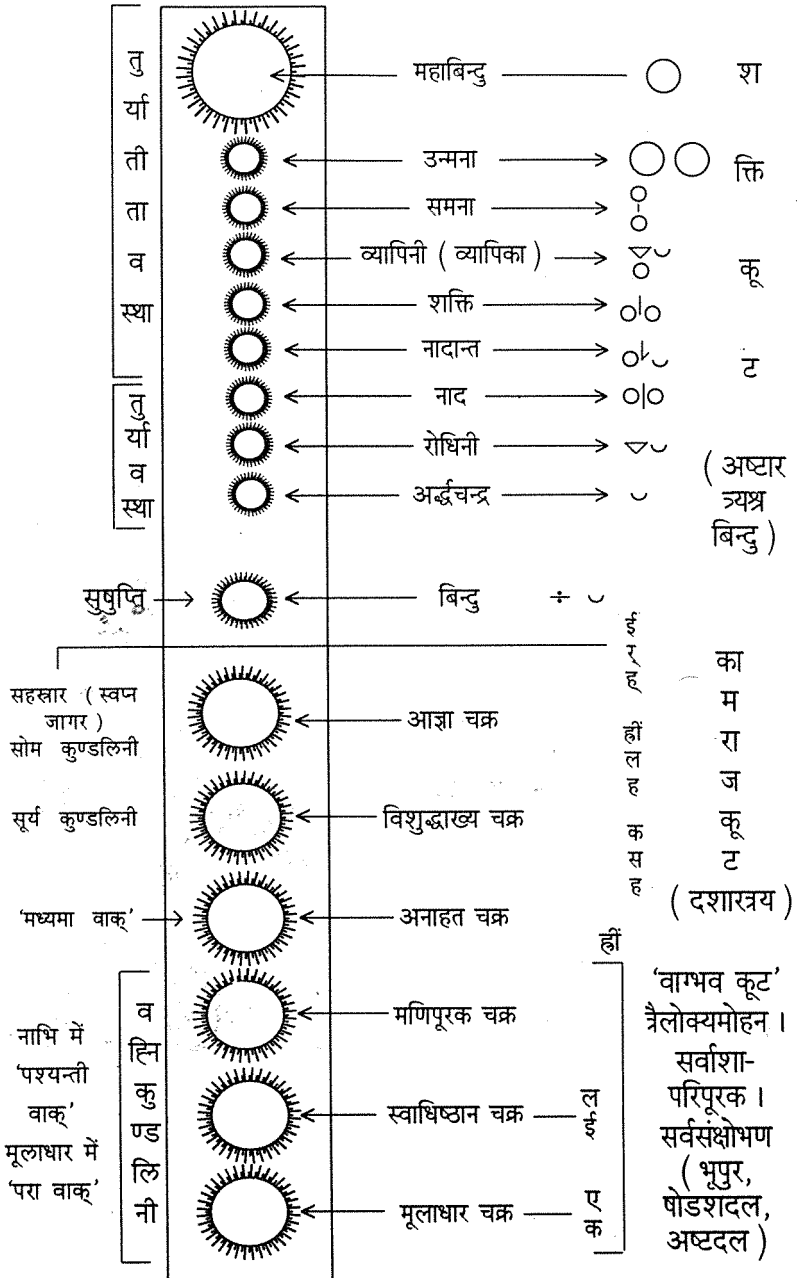 तुर्यातीतावस्था
महाबिन्दु
उन्मना
समना
व्यापिनी ( व्यापिका )
शक्ति
नादान्त
तुर्यावस्था
नाद
रोधिनी
अर्द्धचन्द्र
शक्ति कूट
( अष्टार
त्र्यश्र
बिन्दु )
सुषुप्ति
बिन्दु
÷
सहस्रार ( स्वप्न
जागर )
सोम कुण्डलिनी
आज्ञा चक्र
सूर्य कुण्डलिनी
विशुद्धाख्य चक्र
'मध्यमा वाक्'
अनाहत चक्र
ह्रीं
ल
ह
क
स
ह
कामराज कूट
( दशारत्रय )
वह्नि कुण्डलिनी
मणिपूरक चक्र
स्वाधिष्ठान चक्र
मूलाधार चक्र
नाभि में
'पश्यन्ती
वाक्'
मूलाधार में
'परा वाक्'
ह्रीं
ल
ई
ए
क
'वाग्भव कूट'
त्रैलोक्यमोहन ।
सर्वाशा-
परिपूरक ।
सर्वसंक्षोभण
( भूपुर,
षोडशदल,
अष्टदल )